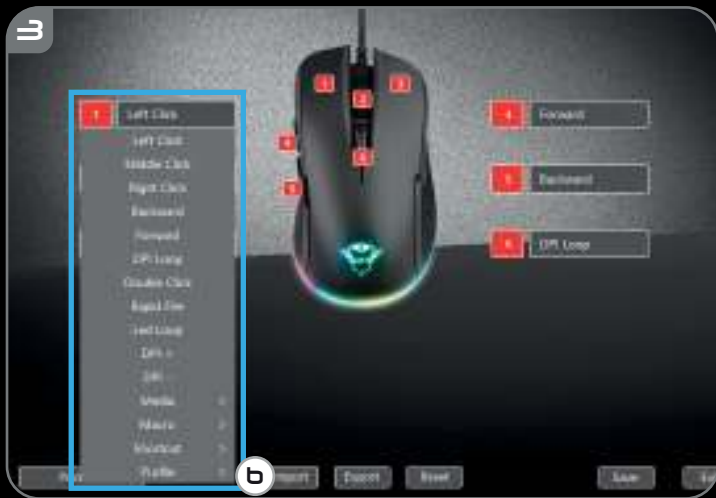 3
1 Left Click
Left Click
Middle Click
Right Click
Backward
Forward
DPI Loop
Double Click
Rapid Fire
Led Loop
DPI +
DPI -
Media >
Macro >
Shortcut >
Profile >
b
1
2
3
4
5
6
4 Forward
5 Backward
6 DPI Loop
Export
Reset
Save